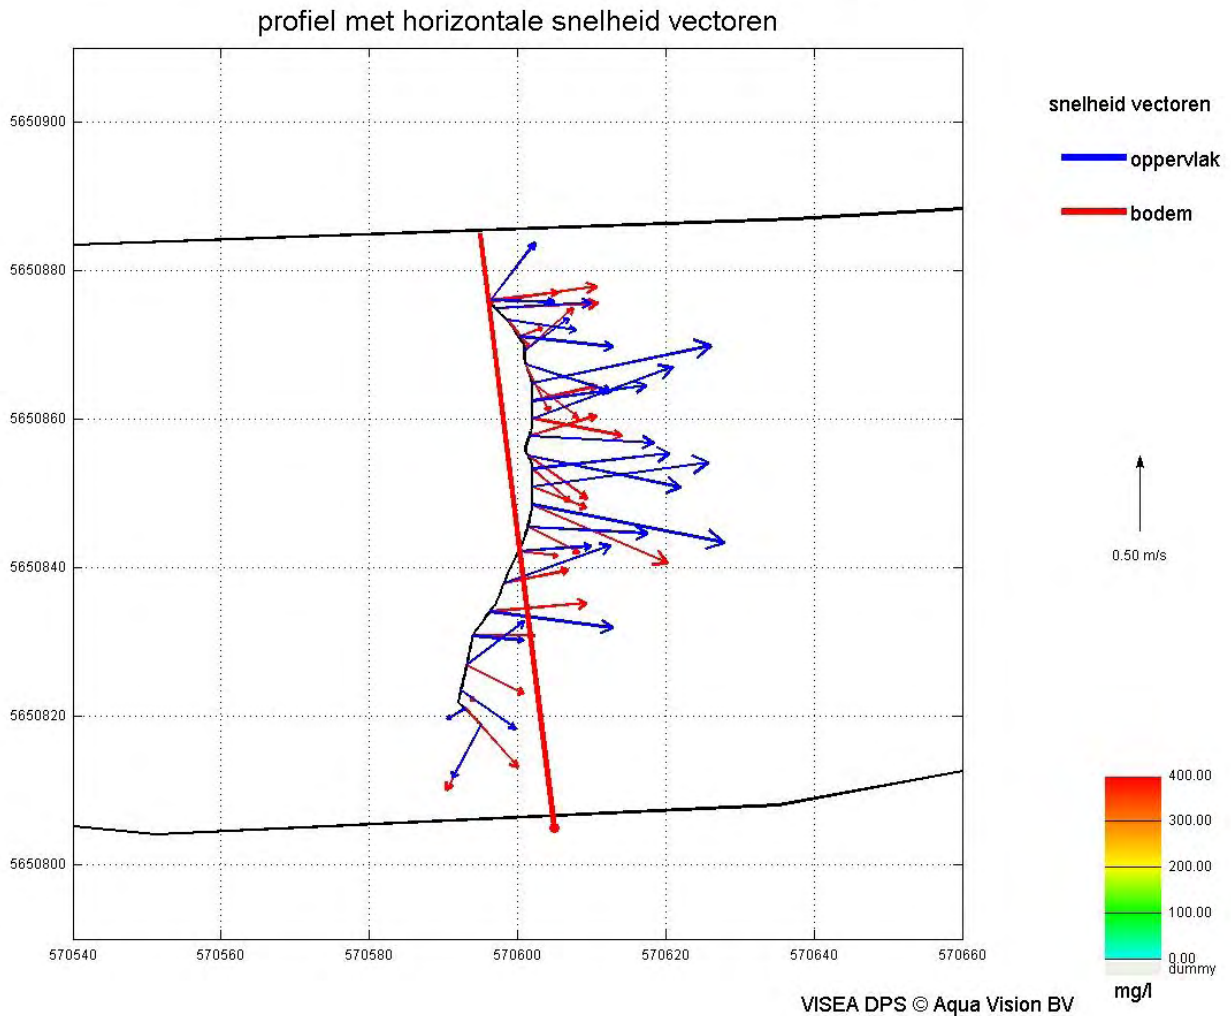 profiel met horizontale snelheid vectoren
snelheid vectoren
oppervlak
bodem
5650900
5650880
5650860
5650840
5650820
5650800
0.50 m/s
570540
570560
570580
570600
570620
570640
570660
400.00
300.00
200.00
100.00
0.00
dummy
mg/l
VISEA DPS © Aqua Vision BV